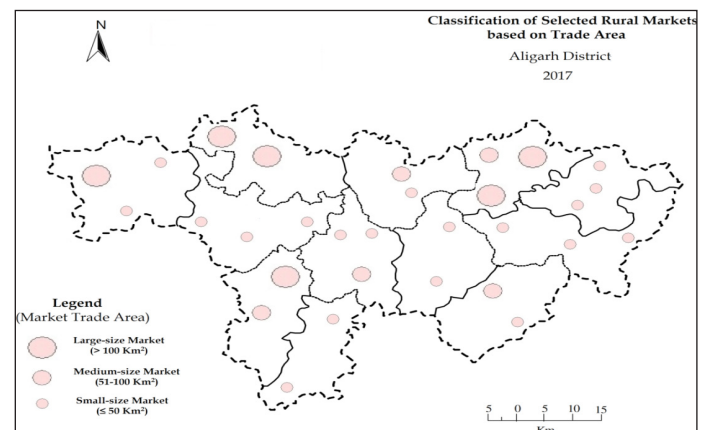 N
Classification of Selected Rural Markets
based on Trade Area
Aligarh District
2017
Legend
(Market Trade Area)
Large-size Market
(> 100 Km²)
Medium-size Market
(51-100 Km²)
Small-size Market
(≤ 50 Km²)
5 0 5 10 15
Km